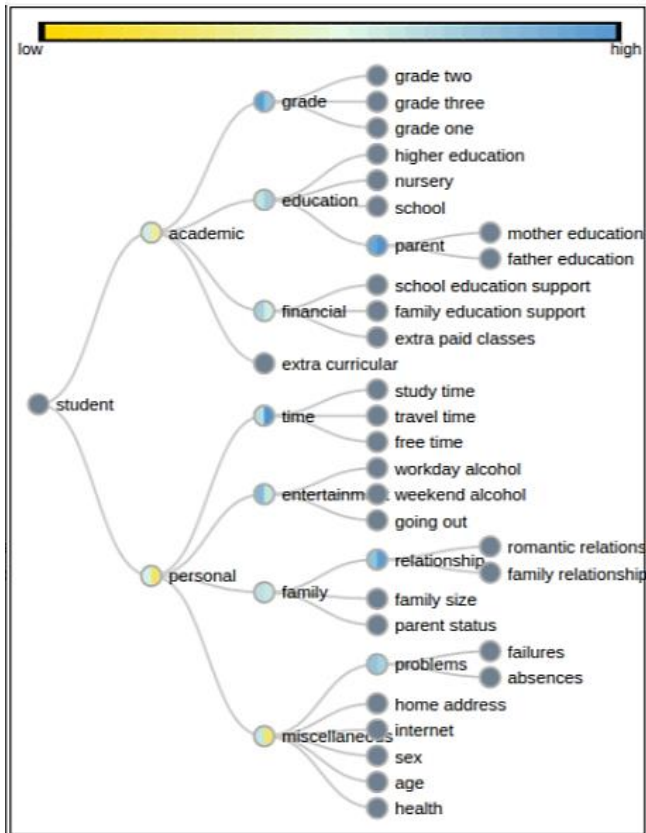 low high
grade two
grade
grade three
grade one
higher education
nursery
education
school
academic
mother education
parent
father education
school education support
financial
family education support
extra paid classes
extra curricular
student
study time
time
travel time
free time
workday alcohol
entertainm
weekend alcohol
going out
romantic relations
relationship
family relationship
personal
family
family size
parent status
failures
problems
absences
home address
internet
miscellaneous
sex
age
health